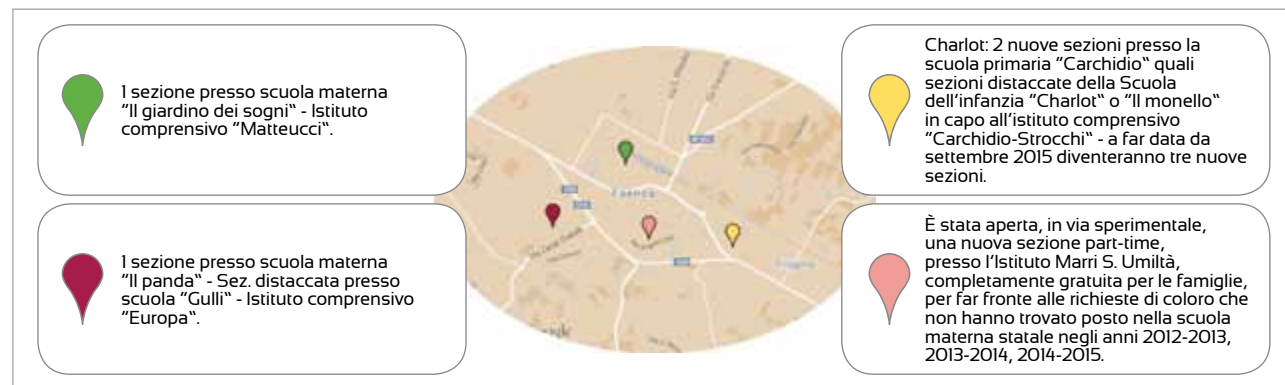 1 sezione presso scuola materna
"Il giardino dei sogni" - Istituto
comprensivo "Matteucci".
1 sezione presso scuola materna
"Il panda" - Sez. distaccata presso
scuola "Gulli" - Istituto comprensivo
"Europa".
Faenza
Charlot: 2 nuove sezioni presso la
scuola primaria "Carchidio" quali
sezioni distaccate della Scuola
dell'infanzia "Charlot" o "Il monello"
in capo all'istituto comprensivo
"Carchidio-Strocchi" - a far data da
settembre 2015 diventeranno tre nuove
sezioni.
È stata aperta, in via sperimentale,
una nuova sezione part-time,
presso l'Istituto Marri S. Umiltà,
completamente gratuita per le famiglie,
per far fronte alle richieste di coloro che
non hanno trovato posto nella scuola
materna statale negli anni 2012-2013,
2013-2014, 2014-2015.